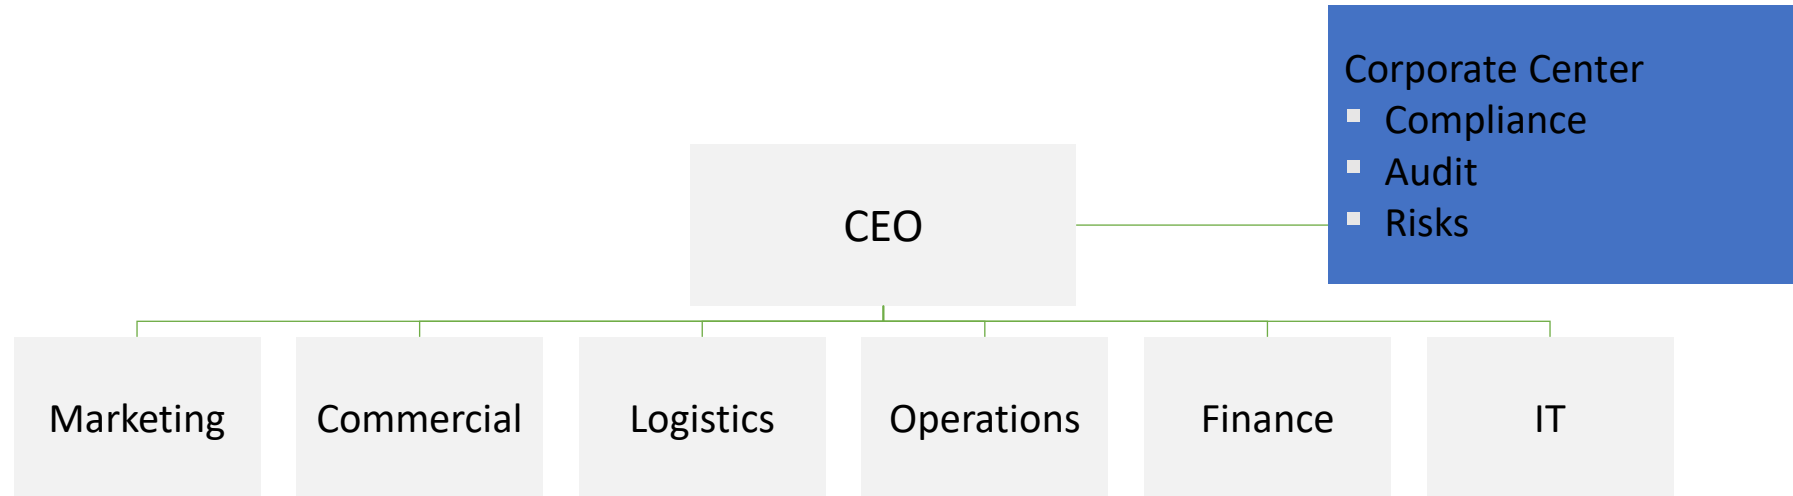 Corporate Center
▪ Compliance
▪ Audit
▪ Risks
CEO
Marketing
Commercial
Logistics
Operations
Finance
IT